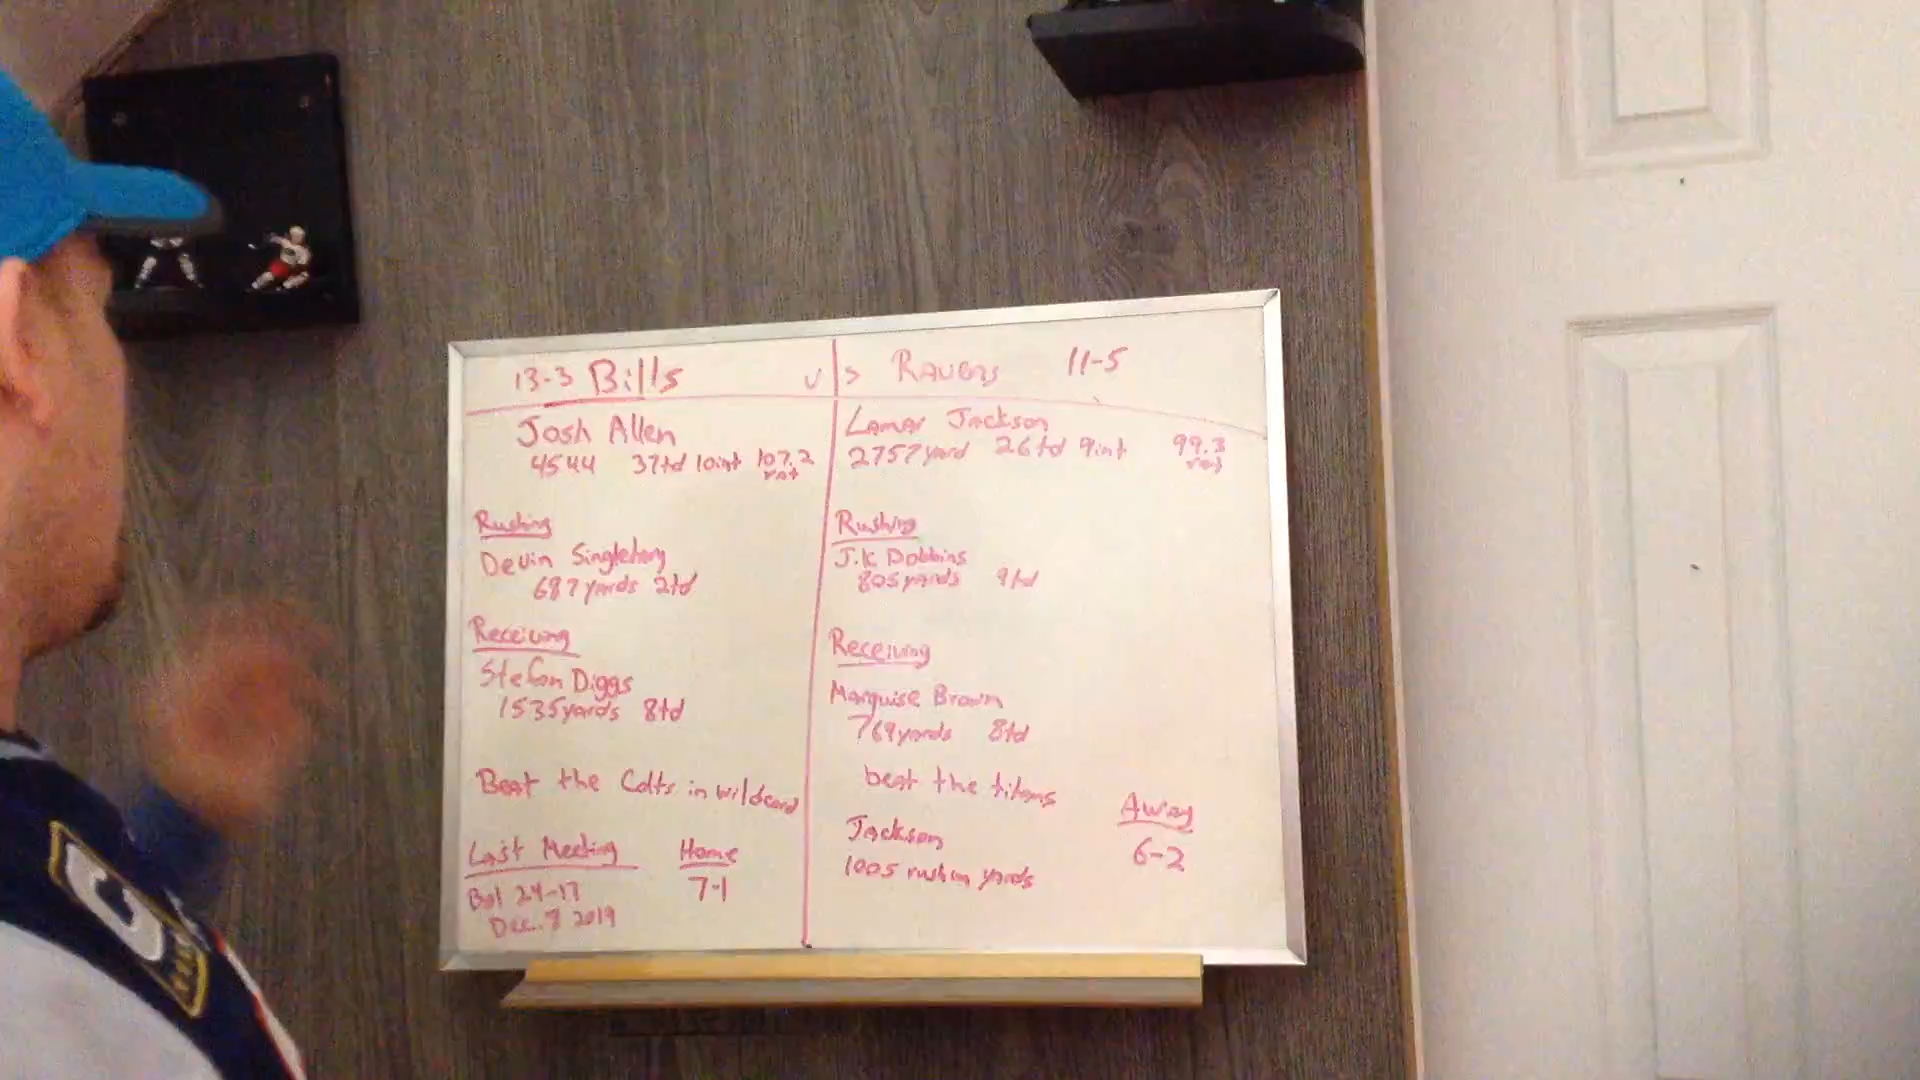 13-3 Bills vs Ravens 11-5
Josh Allen
4544 37td 10int 107.2
rat
Rushing
Devin Singletary
687 yards 2td
Receiving
Stefon Diggs
1535 yards 8td
Beat the Colts in wildcard
Last Meeting
Bal 24-17
Dec. 8 2019
Home
7-1
Lamar Jackson
2757 yard 26td 9int 99.3
rat
Rushing
J.K Dobbins
805 yards 9td
Receiving
Marquise Brown
769 yards 8td
beat the titans
Jackson
1005 rushin yards
Away
6-2
C